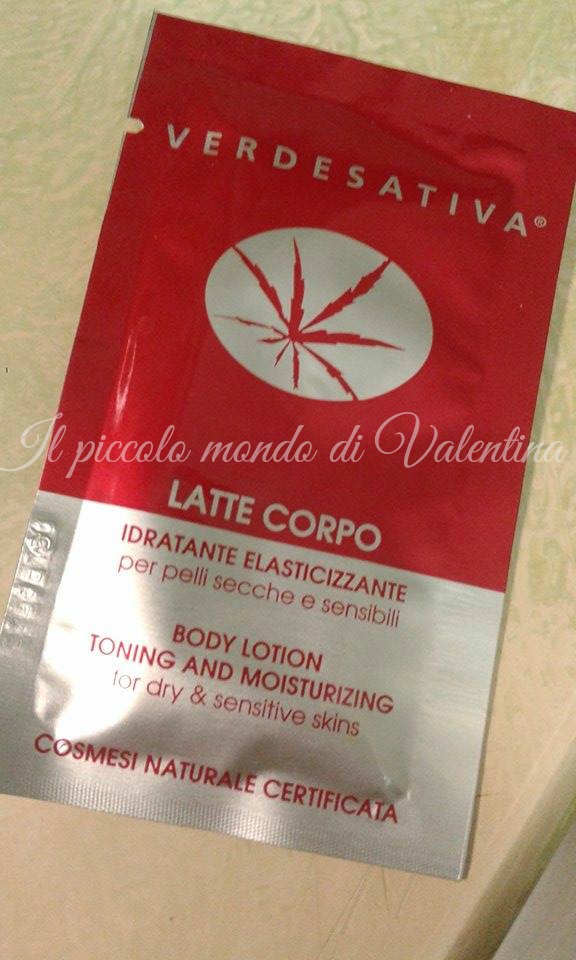 VERDESATIVA®
Il piccolo mondo di Valentina
LATTE CORPO
IDRATANTE ELASTICIZZANTE
per pelli secche e sensibili
BODY LOTION
TONING AND MOISTURIZING
for dry & sensitive skins
COSMESI NATURALE CERTIFICATA